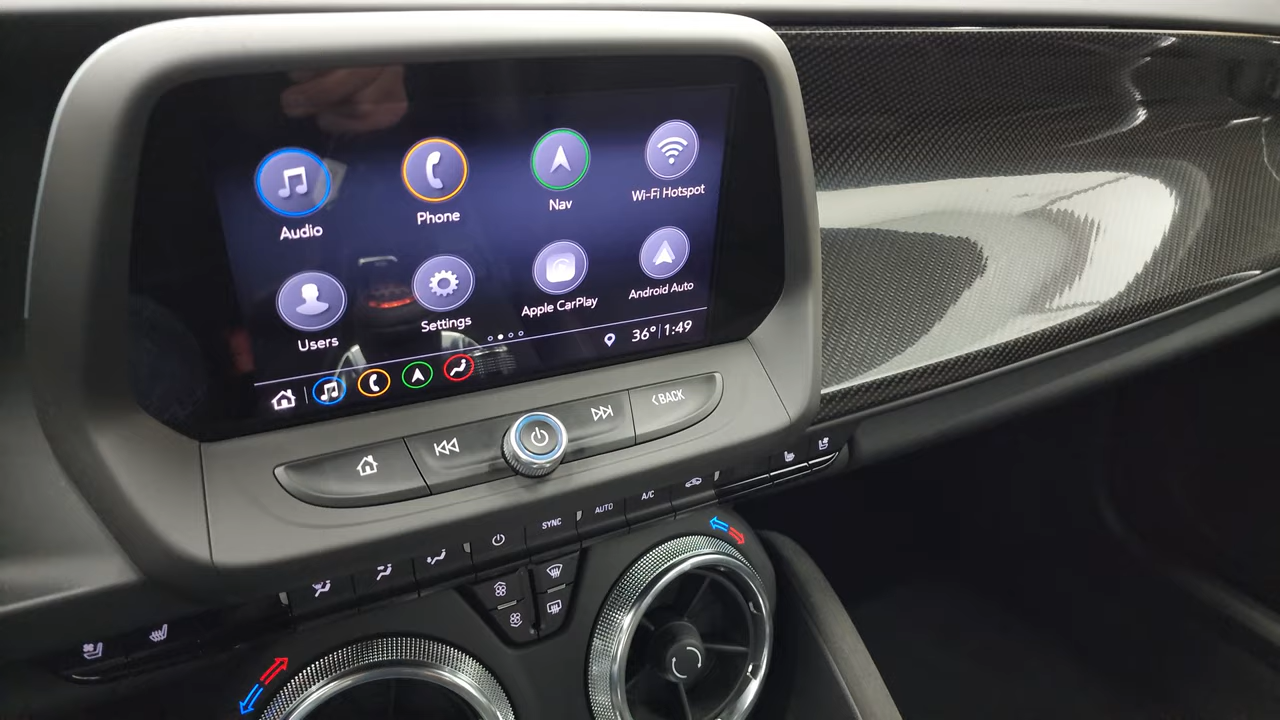 Audio
Phone
Nav
Wi-Fi Hotspot
Users
Settings
Apple CarPlay
Android Auto
36° 1:49
BACK
SYNC
AUTO
A/C